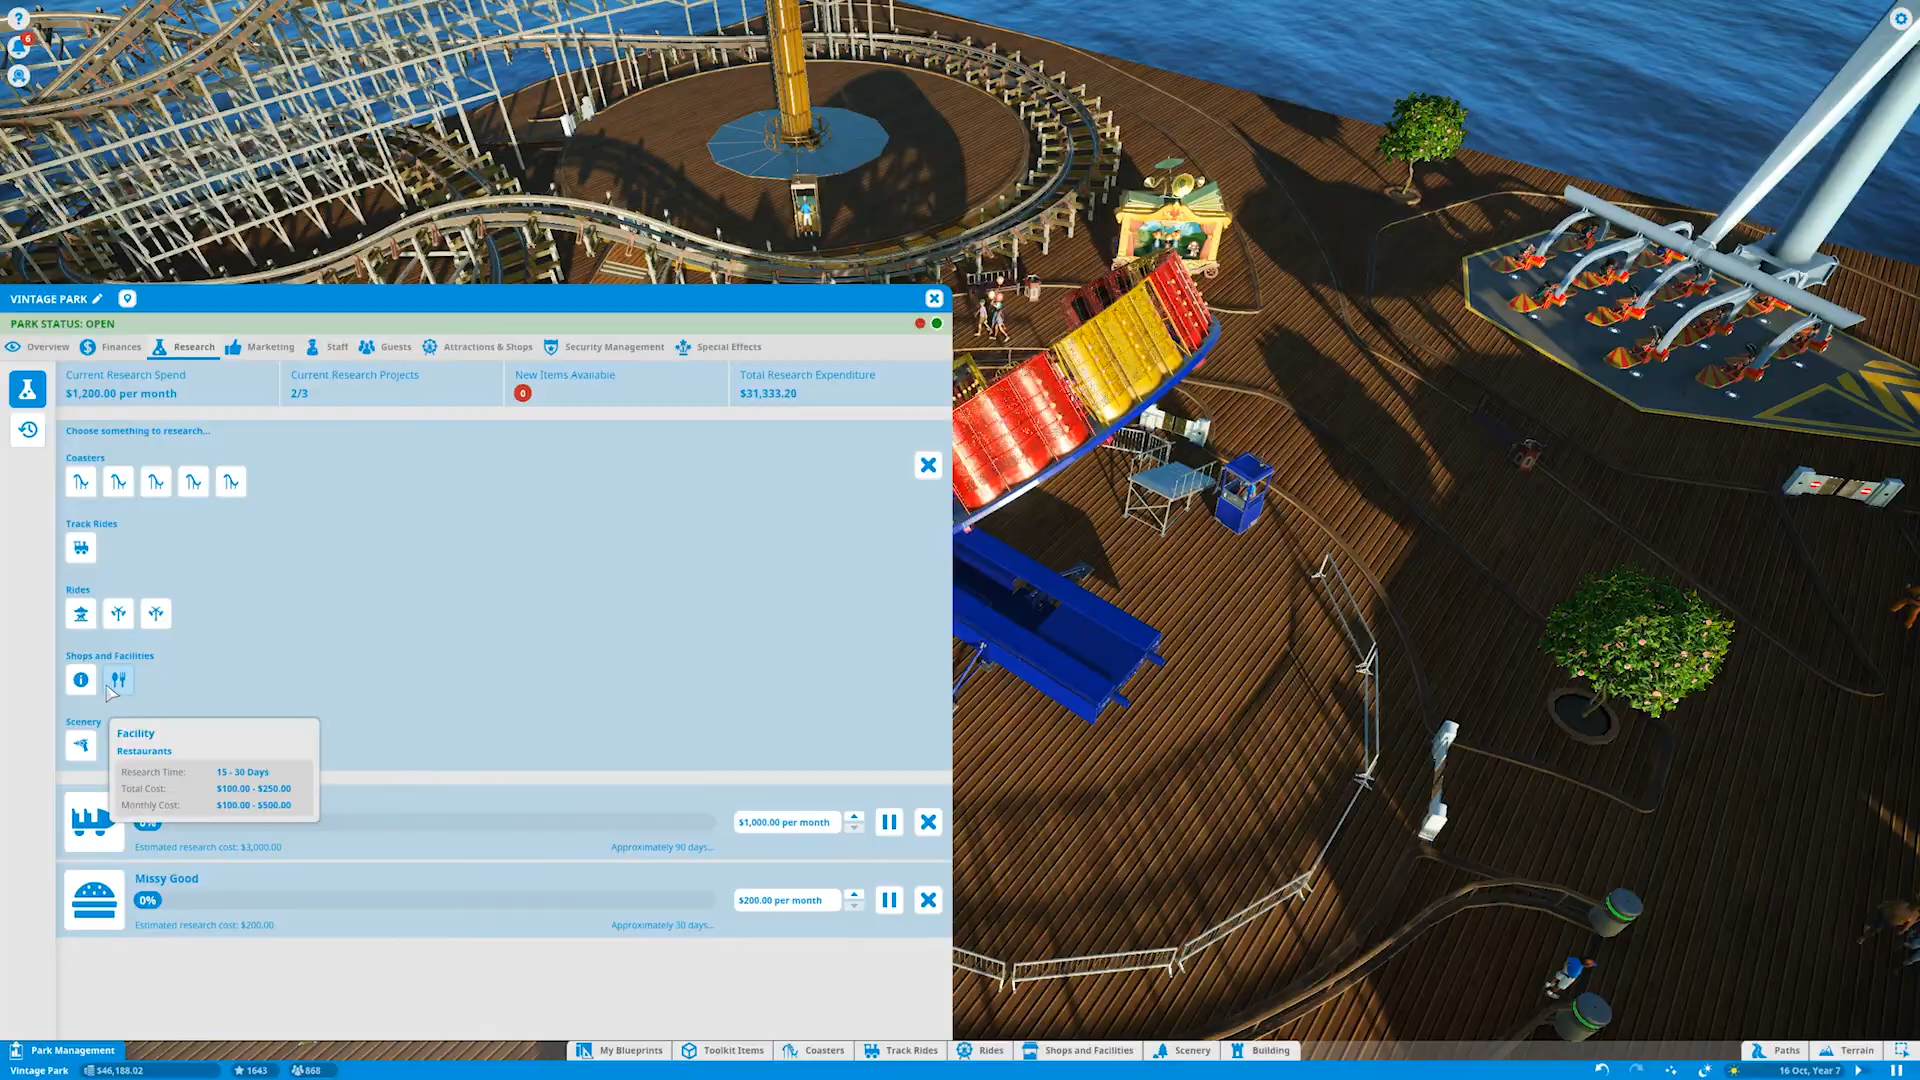 ?
6
VINTAGE PARK
PARK STATUS: OPEN
Overview
Finances
Research
Marketing
Staff
Guests
Attractions & Shops
Security Management
Special Effects
Current Research Spend
$1,200.00 per month
Current Research Projects
2/3
New Items Available
0
Total Research Expenditure
$31,333.20
Choose something to research...
Coasters
Track Rides
Rides
Shops and Facilities
Scenery
Facility
Restaurants
Research Time: 15 - 30 Days
Total Cost: $100.00 - $250.00
Monthly Cost: $100.00 - $500.00
0%
$1,000.00 per month
Estimated research cost: $3,000.00
Approximately 90 days...
Missy Good
0%
$200.00 per month
Estimated research cost: $200.00
Approximately 30 days...
Park Management
My Blueprints
Toolkit Items
Coasters
Track Rides
Rides
Shops and Facilities
Scenery
Building
Paths
Terrain
Vintage Park
$46,188.02
1643
868
16 Oct, Year 7